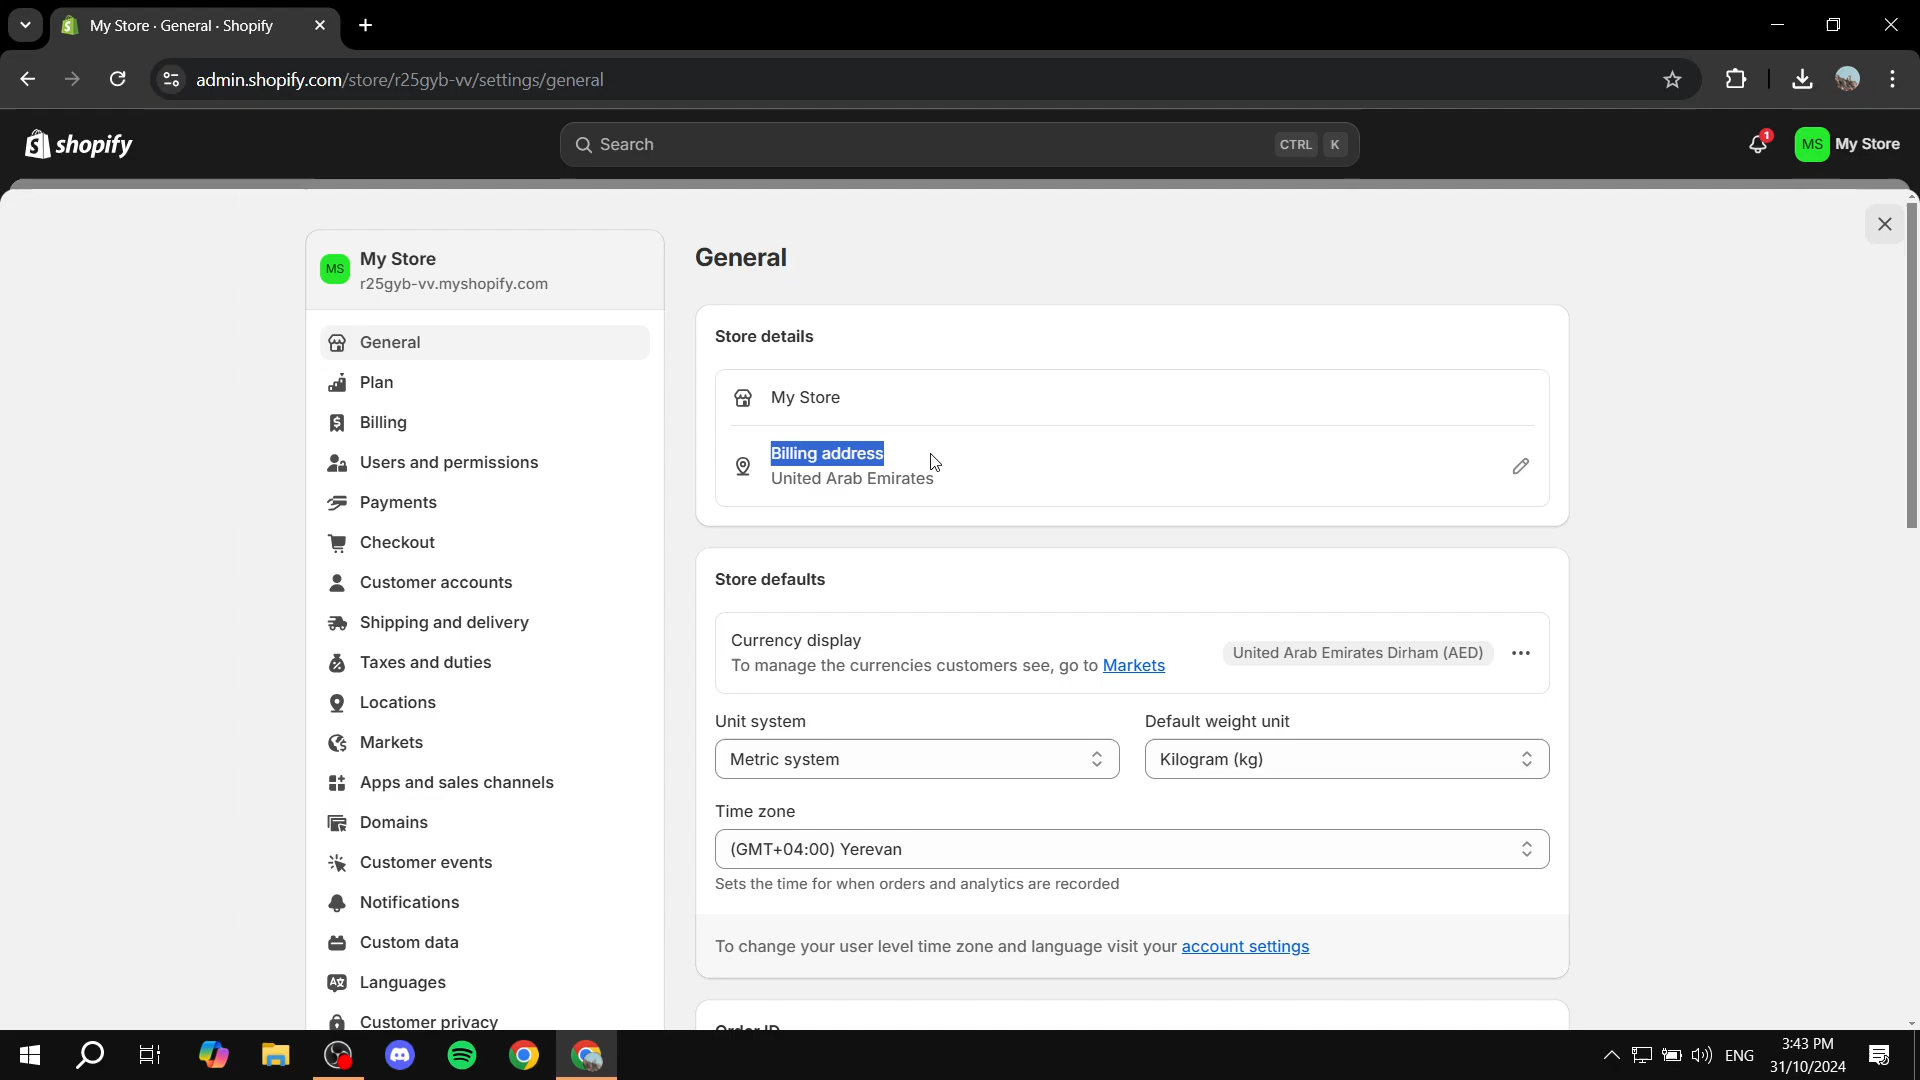 My Store · General · Shopify
admin.shopify.com/store/r25gyb-vv/settings/general
shopify
Search
CTRL
K
1
MS
My Store
MS
My Store
r25gyb-vv.myshopify.com
General
Plan
Billing
Users and permissions
Payments
Checkout
Customer accounts
Shipping and delivery
Taxes and duties
Locations
Markets
Apps and sales channels
Domains
Customer events
Notifications
Custom data
Languages
Customer privacy
General
Store details
My Store
Billing address
United Arab Emirates
Store defaults
Currency display
To manage the currencies customers see, go to Markets
United Arab Emirates Dirham (AED)
Unit system
Default weight unit
Metric system
Kilogram (kg)
Time zone
(GMT+04:00) Yerevan
Sets the time for when orders and analytics are recorded
To change your user level time zone and language visit your account settings
Order ID
ENG
3:43 PM
31/10/2024